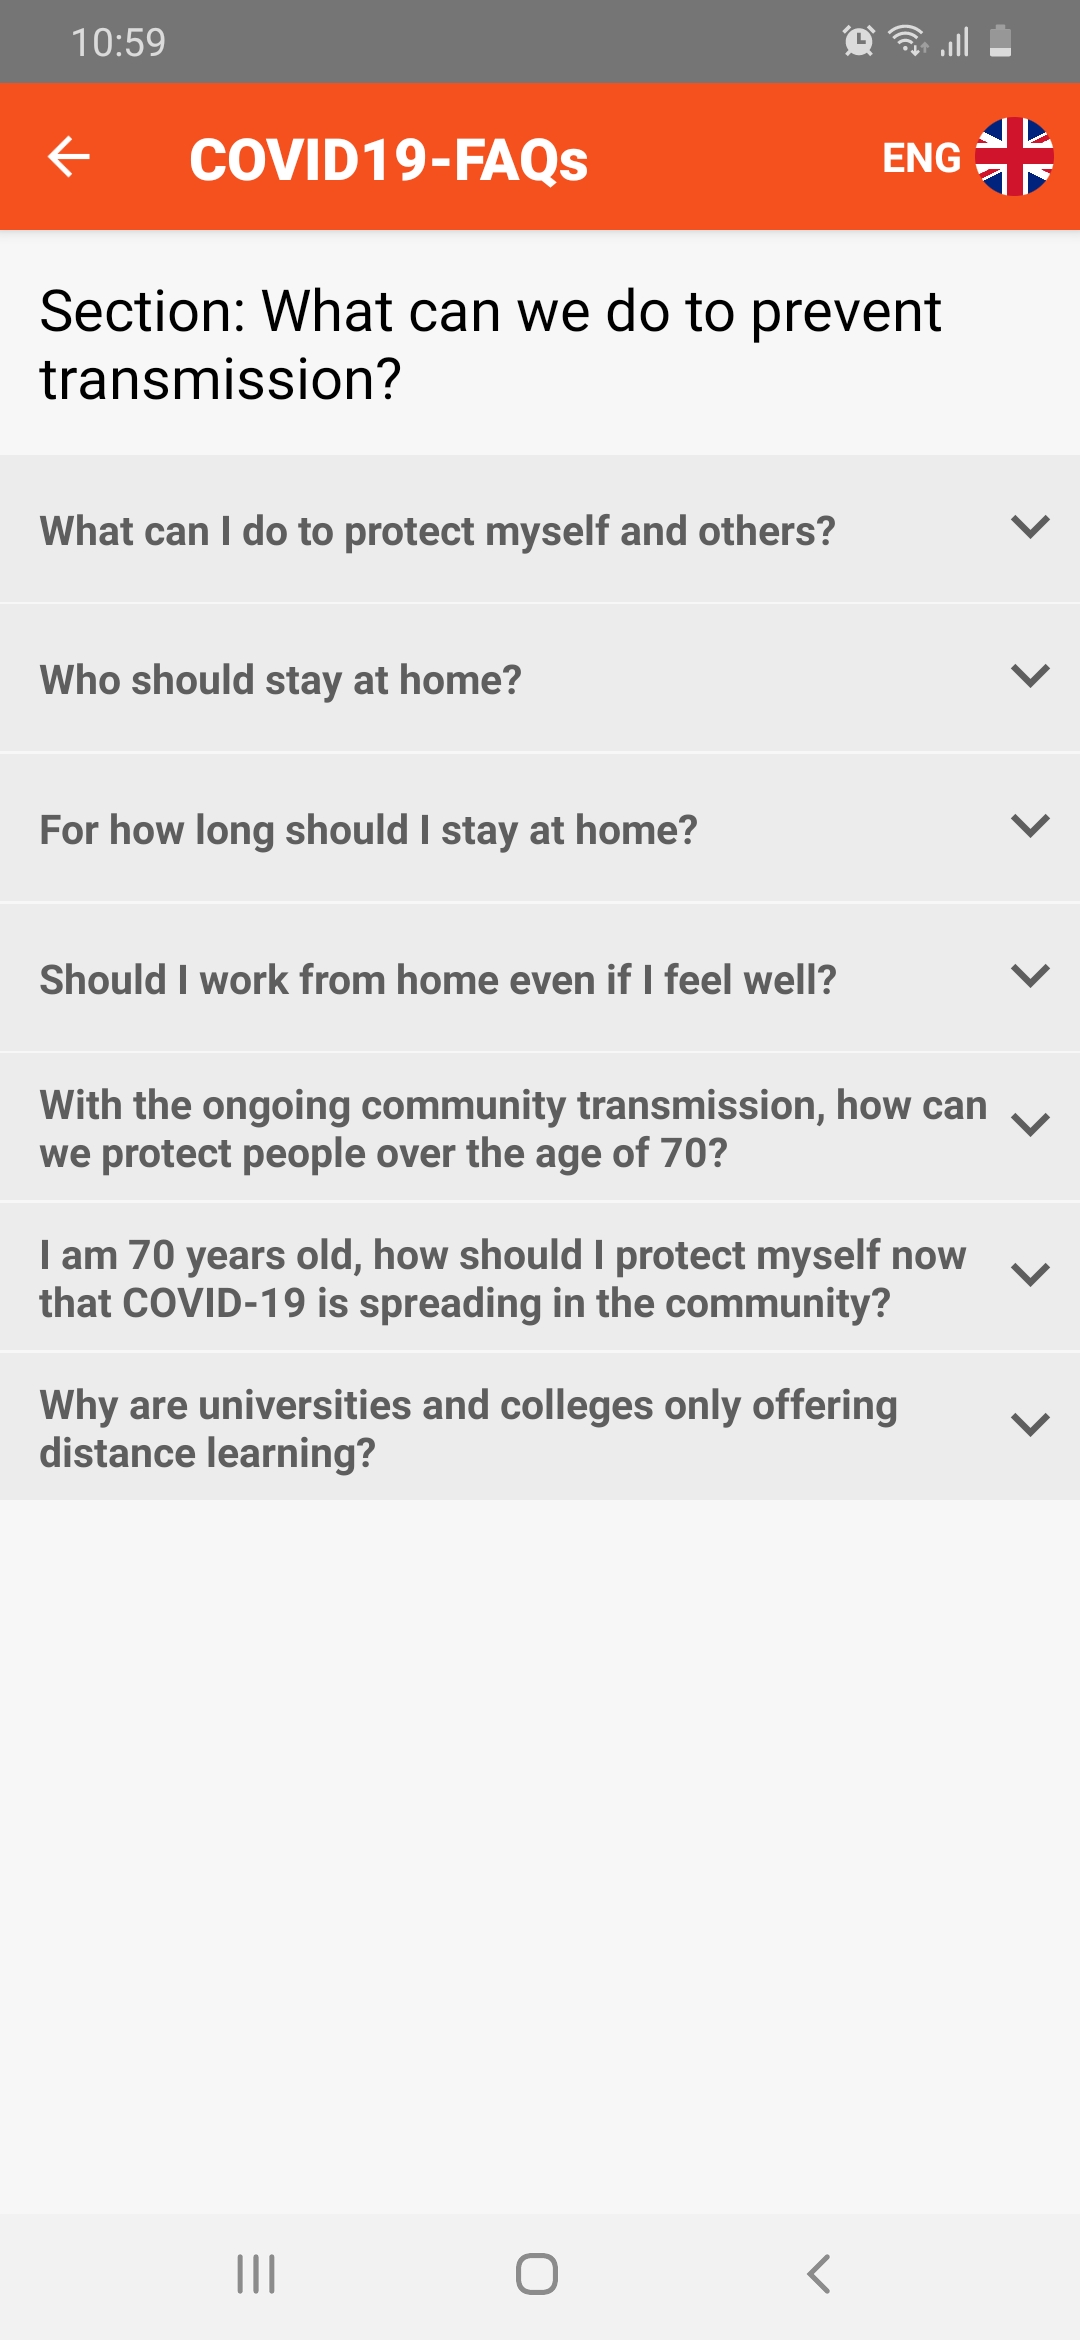 10:59
COVID19-FAQs
ENG
Section: What can we do to prevent
transmission?
What can I do to protect myself and others?
Who should stay at home?
For how long should I stay at home?
Should I work from home even if I feel well?
With the ongoing community transmission, how can
we protect people over the age of 70?
I am 70 years old, how should I protect myself now
that COVID-19 is spreading in the community?
Why are universities and colleges only offering
distance learning?